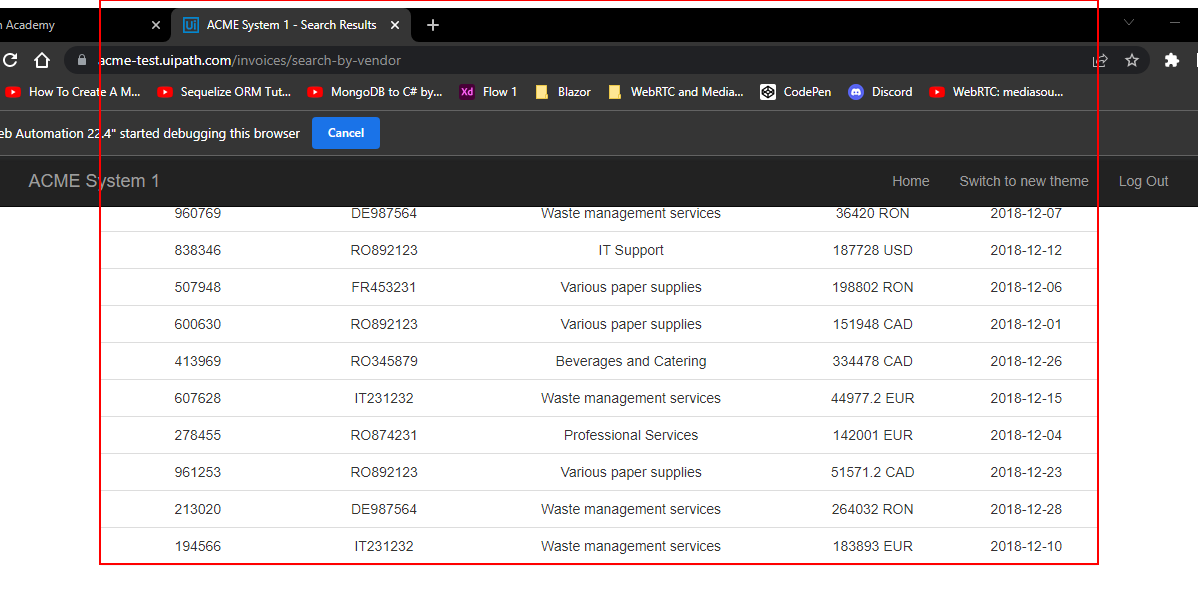 n Academy ACME System 1 - Search Results
acme-test.uipath.com/invoices/search-by-vendor
How To Create A M... Sequelize ORM Tut... MongoDB to C# by... Xd Flow 1 Blazor WebRTC and Media... CodePen Discord WebRTC: mediasou...
eb Automation 22.4" started debugging this browser Cancel
ACME System 1 Home Switch to new theme Log Out
960769 DE987564 Waste management services 36420 RON 2018-12-07
838346 RO892123 IT Support 187728 USD 2018-12-12
507948 FR453231 Various paper supplies 198802 RON 2018-12-06
600630 RO892123 Various paper supplies 151948 CAD 2018-12-01
413969 RO345879 Beverages and Catering 334478 CAD 2018-12-26
607628 IT231232 Waste management services 44977.2 EUR 2018-12-15
278455 RO874231 Professional Services 142001 EUR 2018-12-04
961253 RO892123 Various paper supplies 51571.2 CAD 2018-12-23
213020 DE987564 Waste management services 264032 RON 2018-12-28
194566 IT231232 Waste management services 183893 EUR 2018-12-10